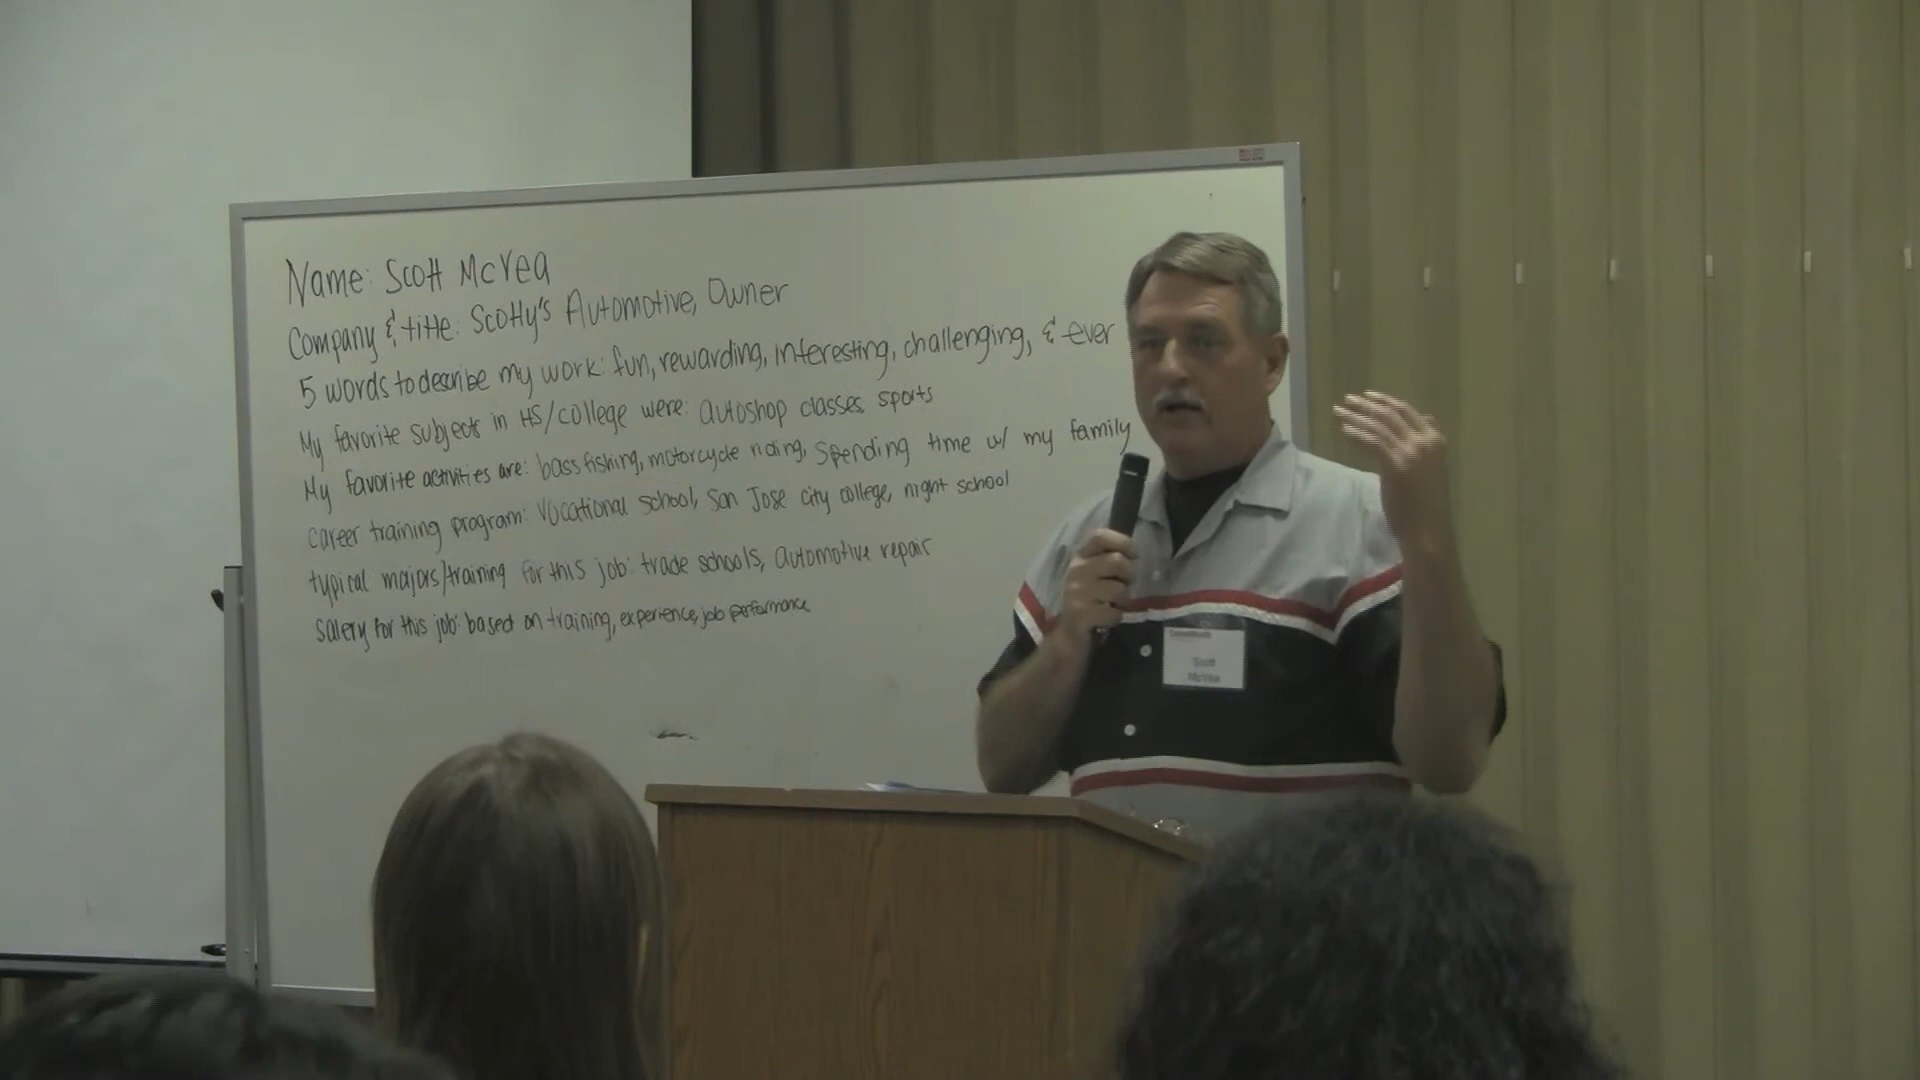 Name: Scott McVea
Company & title: Scotty's Automotive, Owner
5 words to describe my work: fun, rewarding, interesting, challenging, & ever
My favorite subjects in HS/college were: autoshop classes, sports
My favorite activities are: bass fishing, motorcycle riding, spending time w/ my family
career training program: vocational school, San Jose city college, night school
typical majors/training for this job: trade schools, automotive repair
salery for this job: based on training, experience, job performance
Scott
McVea